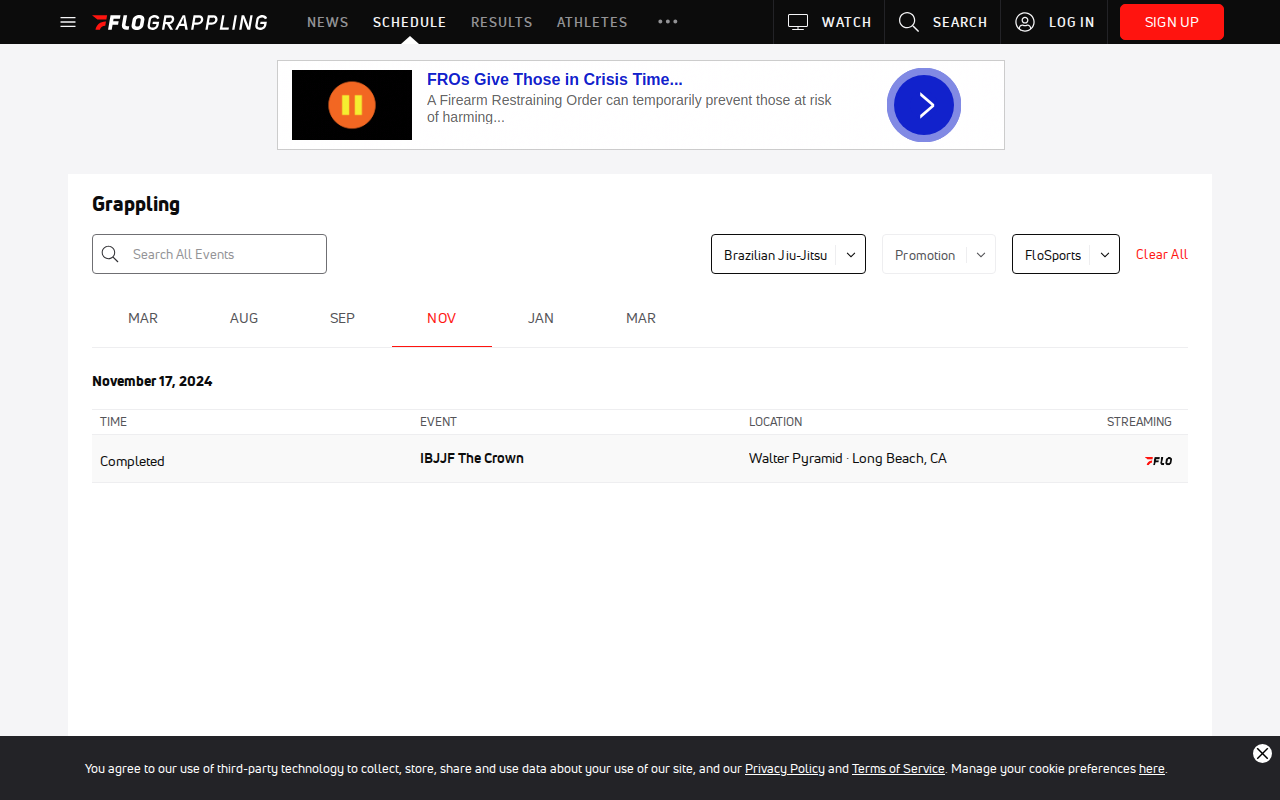 FLOGRAPPLING NEWS SCHEDULE RESULTS ATHLETES WATCH SEARCH LOG IN SIGN UP
FROs Give Those in Crisis Time...
A Firearm Restraining Order can temporarily prevent those at risk
of harming...
Grappling
Search All Events Brazilian Jiu-Jitsu Promotion FloSports Clear All
MAR AUG SEP NOV JAN MAR
November 17, 2024
TIME EVENT LOCATION STREAMING
Completed IBJJF The Crown Walter Pyramid · Long Beach, CA FLO
You agree to our use of third-party technology to collect, store, share and use data about your use of our site, and our Privacy Policy and Terms of Service. Manage your cookie preferences here.